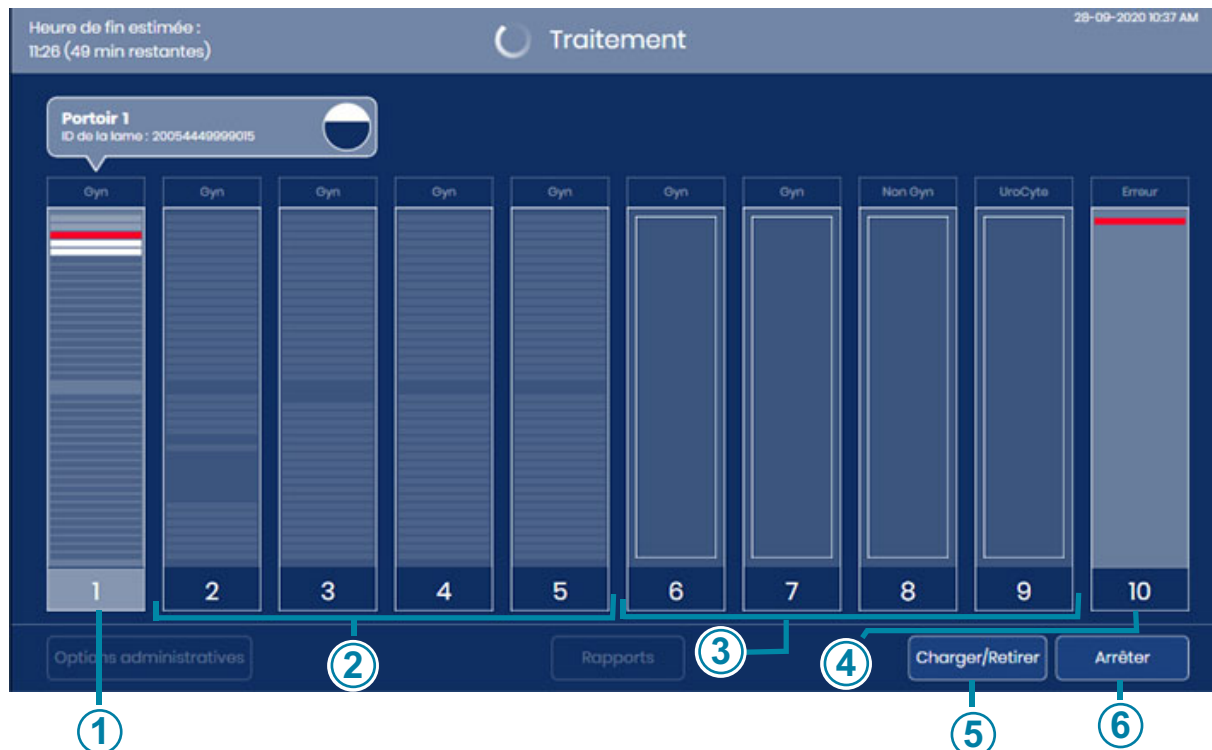 Heure de fin estimée :
11:26 (49 min restantes)
Traitement
28-09-2020 10:37 AM
Portoir 1
ID de la lame : 20054449999015
Gyn Gyn Gyn Gyn Gyn Gyn Gyn Non Gyn UroCyte Erreur
1 2 3 4 5 6 7 8 9 10
Options administratives Rapports Charger/Retirer Arrêter
2 3 4
1 5 6